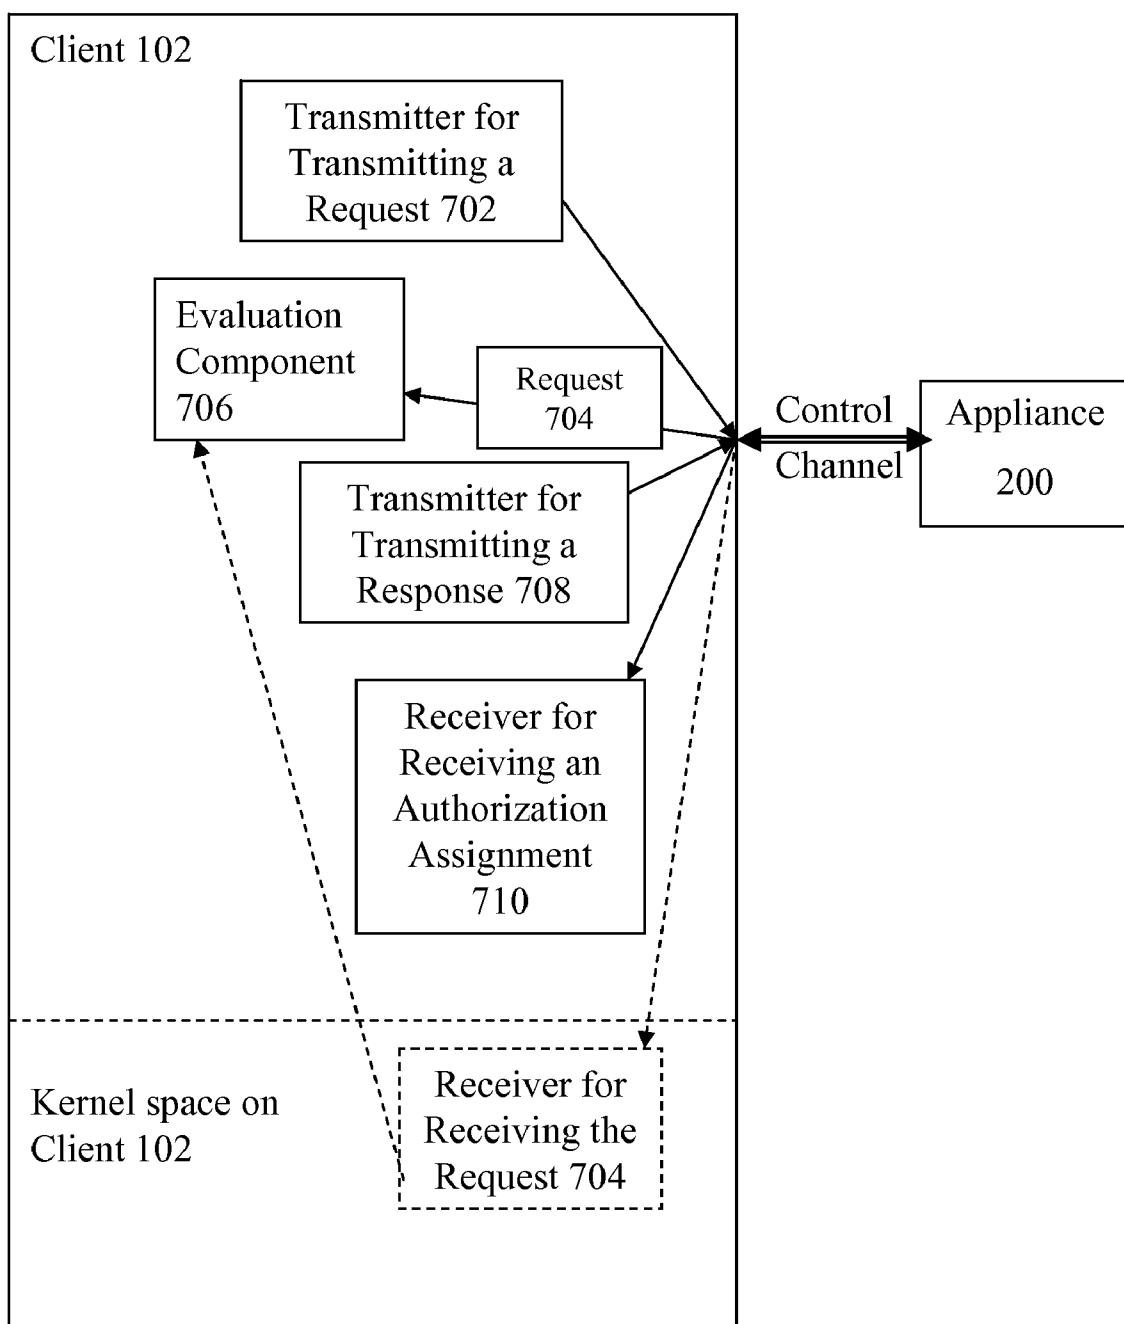 Client 102
Transmitter for
Transmitting a
Request 702
Evaluation
Component
706
Request
704
Control
Channel
Appliance
200
Transmitter for
Transmitting a
Response 708
Receiver for
Receiving an
Authorization
Assignment
710
Kernel space on
Client 102
Receiver for
Receiving the
Request 704